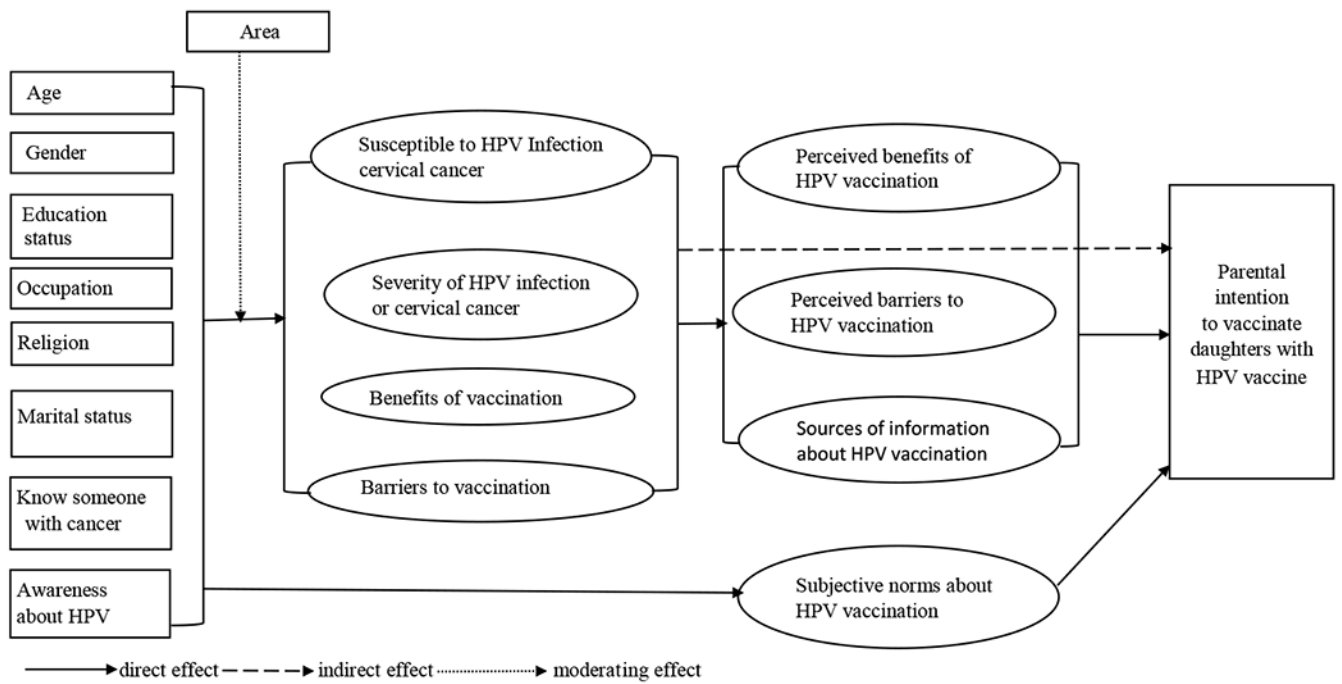 Area
Age
Gender
Education
status
Occupation
Religion
Marital status
Know someone
with cancer
Awareness
about HPV
Susceptible to HPV Infection
cervical cancer
Severity of HPV infection
or cervical cancer
Benefits of vaccination
Barriers to vaccination
Perceived benefits of
HPV vaccination
Perceived barriers to
HPV vaccination
Sources of information
about HPV vaccination
Subjective norms about
HPV vaccination
Parental
intention
to vaccinate
daughters with
HPV vaccine
direct effect
indirect effect
moderating effect